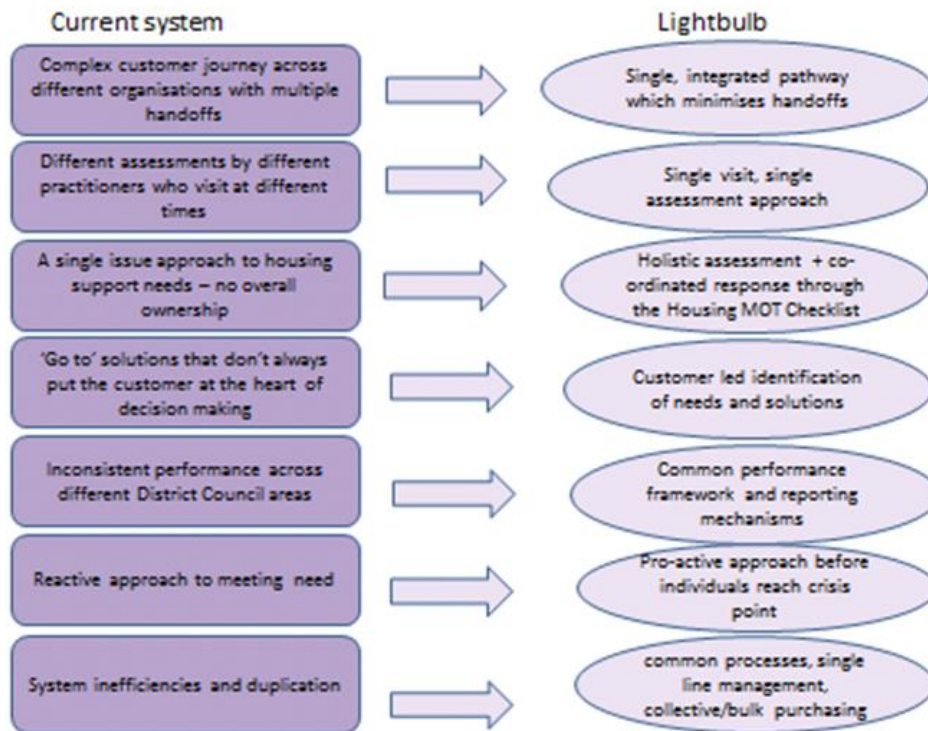 Current system
Lightbulb
Complex customer journey across
different organisations with multiple
handoffs
Single, integrated pathway
which minimises handoffs
Different assessments by different
practitioners who visit at different
times
Single visit, single
assessment approach
A single issue approach to housing
support needs – no overall
ownership
Holistic assessment + co-
ordinated response through
the Housing MOT Checklist
'Go to' solutions that don't always
put the customer at the heart of
decision making
Customer led identification
of needs and solutions
Inconsistent performance across
different District Council areas
Common performance
framework and reporting
mechanisms
Reactive approach to meeting need
Pro-active approach before
individuals reach crisis
point
System inefficiencies and duplication
common processes, single
line management,
collective/bulk purchasing